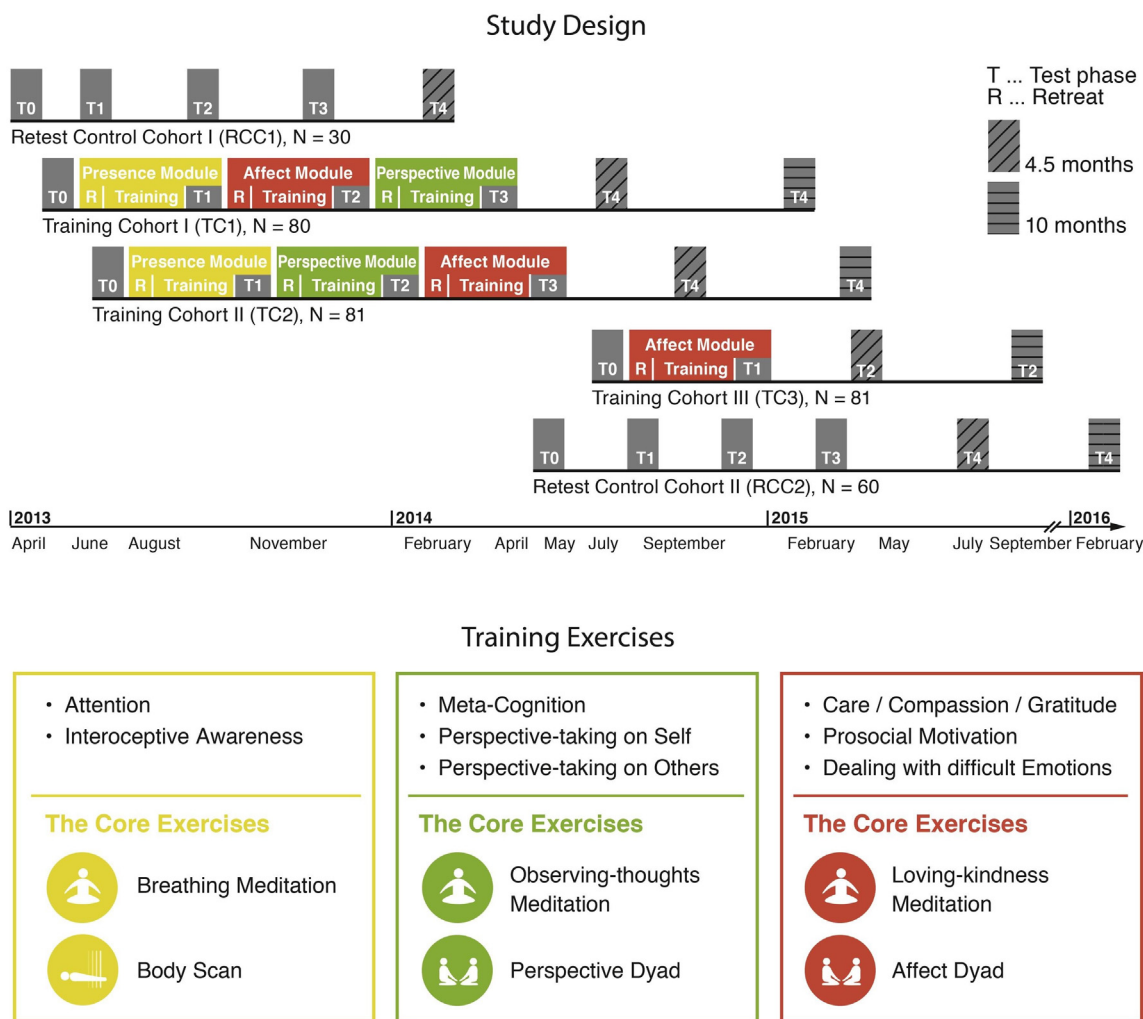 Study Design
T ... Test phase
R ... Retreat
4.5 months
10 months
T0 T1 T2 T3 T4
Retest Control Cohort I (RCC1), N = 30
Presence Module Affect Module Perspective Module
T0 R Training T1 R Training T2 R Training T3 T4 T4
Training Cohort I (TC1), N = 80
Presence Module Perspective Module Affect Module
T0 R Training T1 R Training T2 R Training T3 T4 T4
Training Cohort II (TC2), N = 81
Affect Module
T0 R Training T1 T2 T2
Training Cohort III (TC3), N = 81
T0 T1 T2 T3 T4 T4
Retest Control Cohort II (RCC2), N = 60
2013 2014 2015 2016
April June August November February April May July September February May July September February
Training Exercises
• Attention
• Interoceptive Awareness
The Core Exercises
Breathing Meditation
Body Scan
• Meta-Cognition
• Perspective-taking on Self
• Perspective-taking on Others
The Core Exercises
Observing-thoughts
Meditation
Perspective Dyad
• Care / Compassion / Gratitude
• Prosocial Motivation
• Dealing with difficult Emotions
The Core Exercises
Loving-kindness
Meditation
Affect Dyad